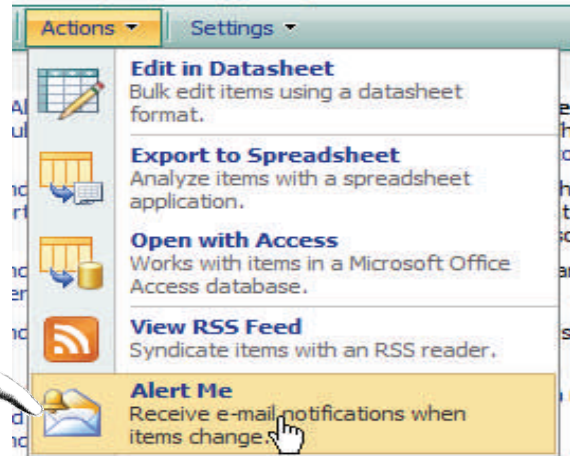 Actions Settings
Edit in Datasheet
Bulk edit items using a datasheet
format.
Export to Spreadsheet
Analyze items with a spreadsheet
application.
Open with Access
Works with items in a Microsoft Office
Access database.
View RSS Feed
Syndicate items with an RSS reader.
Alert Me
Receive e-mail notifications when
items change.